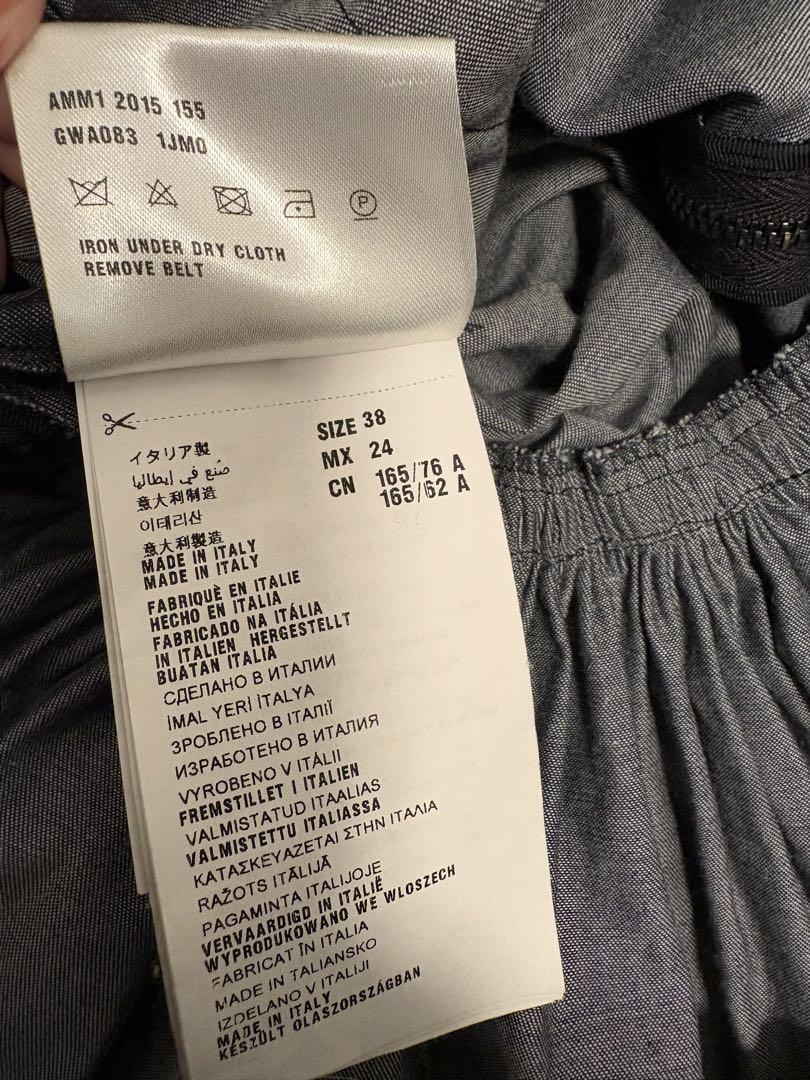 AMM1 2015 155
GWA083 1JM0
P
IRON UNDER DRY CLOTH
REMOVE BELT
SIZE 38
MX 24
CN 165/76 A
165/62 A
イタリア製
صُنع في إيطاليا
意大利制造
이태리산
意大利製造
MADE IN ITALY
MADE IN ITALY
FABRIQUÈ EN ITALIE
HECHO EN ITALIA
FABRICADO NA ITÁLIA
IN ITALIEN HERGESTELLT
BUATAN ITALIA
СДЕЛАНО В ИТАЛИИ
İMAL YERİ İTALYA
ЗРОБЛЕНО В ІТАЛІЇ
ИЗРАБОТЕНО В ИТАЛИЯ
VYROBENO V ITÁLII
FREMSTILLET I ITALIEN
VALMISTATUD ITAALIAS
VALMISTETTU ITALIASSA
ΚΑΤΑΣΚΕΥΑΖΕΤΑΙ ΣΤΗΝ ΙΤΑΛΙΑ
RAŽOTS ITĀLIJĀ
PAGAMINTA ITALIJOJE
VERVAARDIGD IN ITALIË
WYPRODUKOWANO WE WLOSZECH
FABRICAT ÎN ITALIA
MADE IN TALIANSKO
IZDELANO V ITALIJI
MADE IN ITALY
KÉSZÜLT OLASZORSZÁGBAN